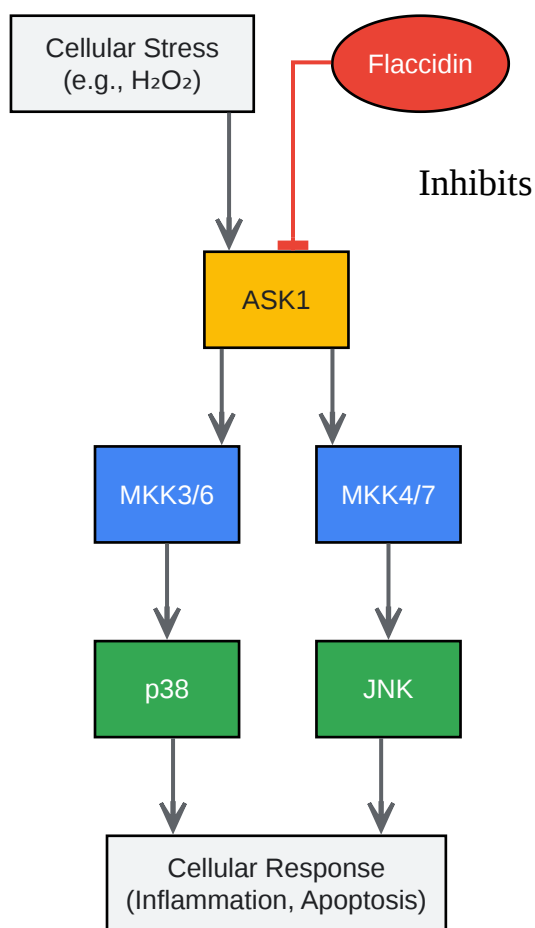 Cellular Stress
(e.g., H₂O₂)
Flaccidin
Inhibits
ASK1
MKK3/6
MKK4/7
p38
JNK
Cellular Response
(Inflammation, Apoptosis)